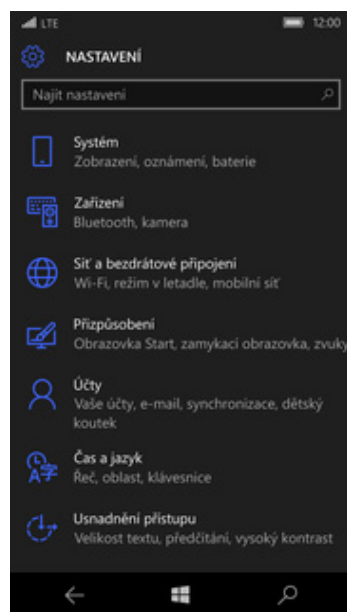 LTE 12:00
NASTAVENÍ
Najít nastavení
Systém
Zobrazení, oznámení, baterie
Zařízení
Bluetooth, kamera
Síť a bezdrátové připojení
Wi-Fi, režim v letadle, mobilní síť
Přizpůsobení
Obrazovka Start, zamykací obrazovka, zvuky
Účty
Vaše účty, e-mail, synchronizace, dětský
koutek
Čas a jazyk
Řeč, oblast, klávesnice
Usnadnění přístupu
Velikost textu, předčítání, vysoký kontrast